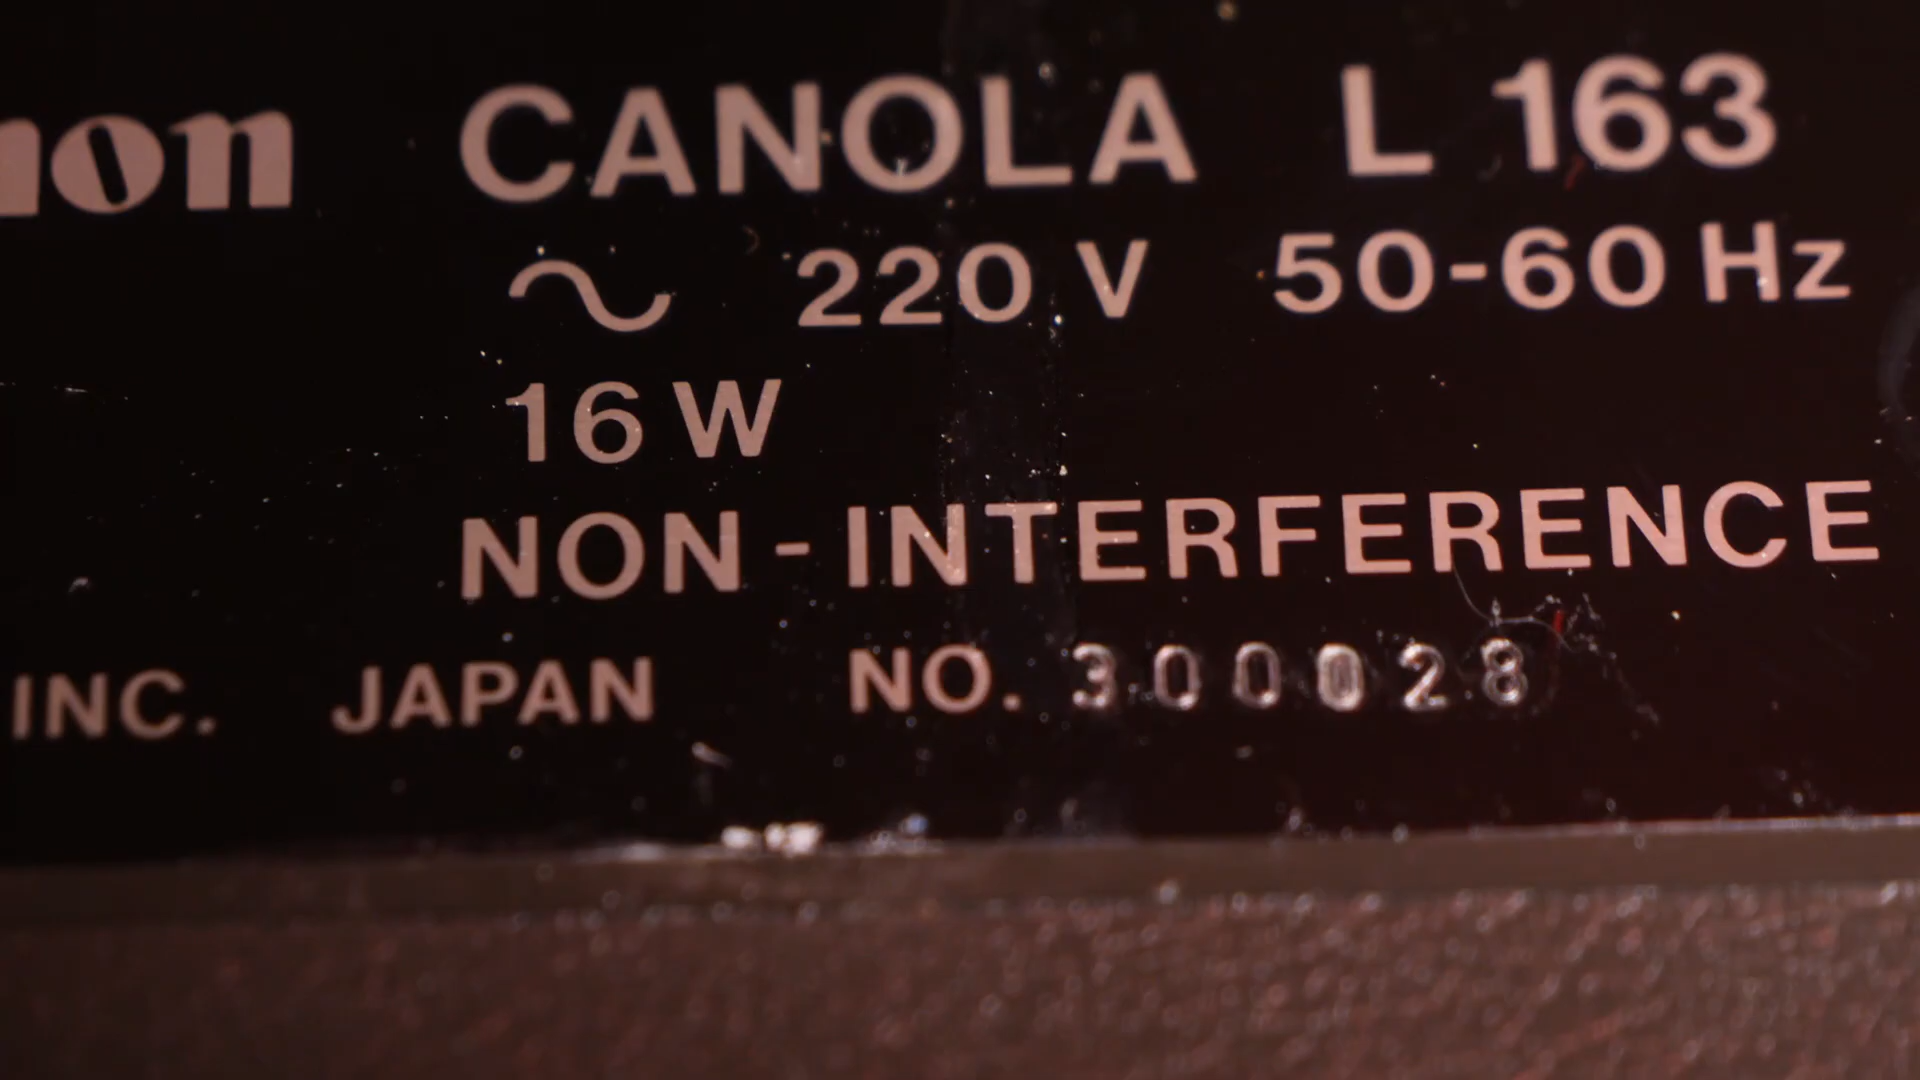 non CANOLA L 163
~ 220 V 50-60 Hz
16 W
NON-INTERFERENCE
INC. JAPAN NO. 300028